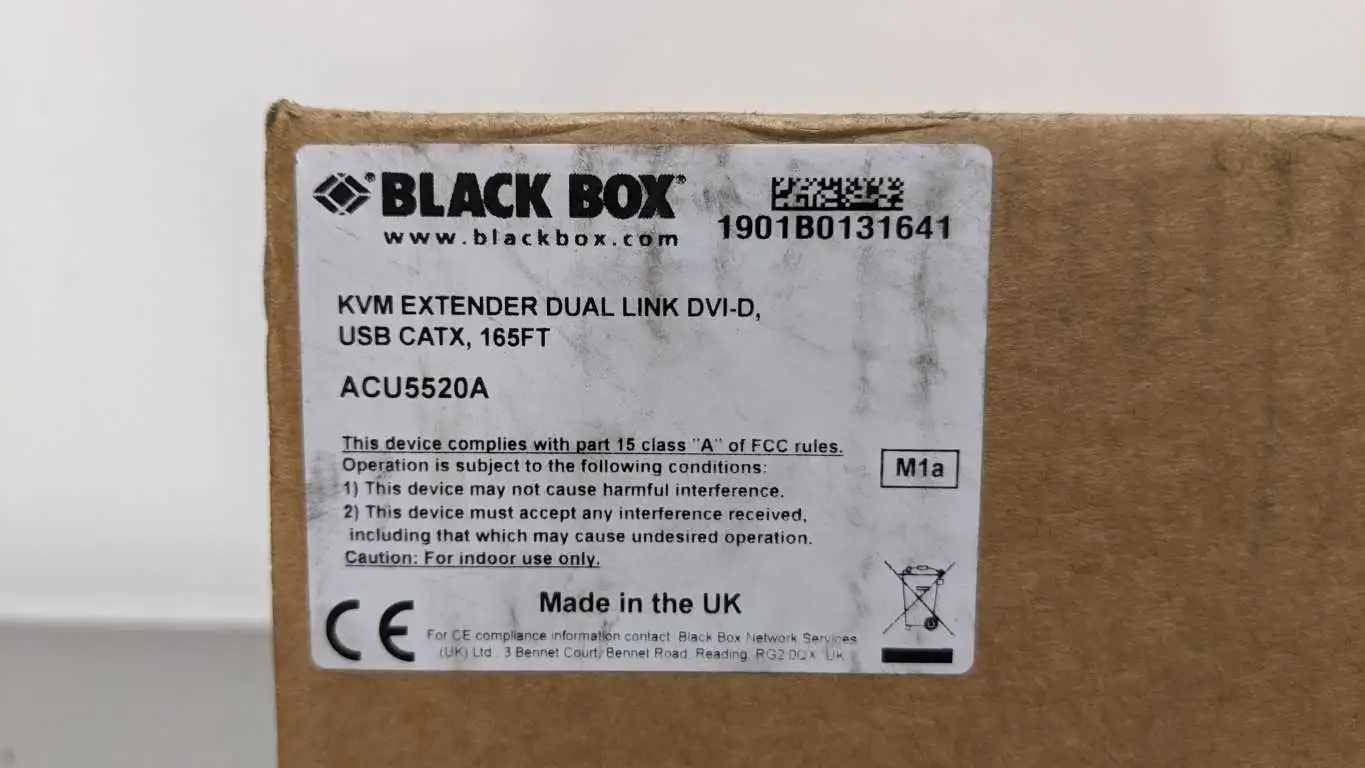 BLACK BOX®
www.blackbox.com
1901B0131641
KVM EXTENDER DUAL LINK DVI-D,
USB CATX, 165FT
ACU5520A
This device complies with part 15 class "A" of FCC rules.
Operation is subject to the following conditions:
1) This device may not cause harmful interference.
2) This device must accept any interference received,
including that which may cause undesired operation.
Caution: For indoor use only.
M1a
Made in the UK
CE
For CE compliance information contact Black Box Network Services
(UK) Ltd., 3 Bennet Court, Bennet Road, Reading, RG2 0QX, UK